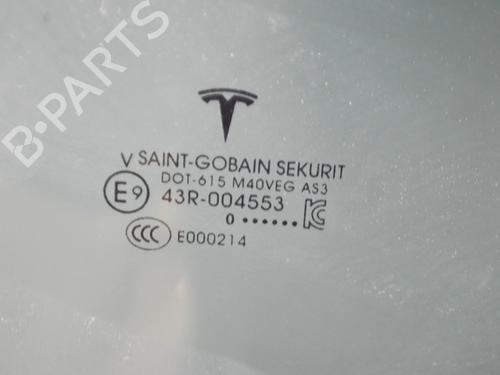 B-PARTS
V SAINT-GOBAIN SEKURIT
DOT-615 M40VEG AS3
E9 43R-004553
0 ······
CCC E000214